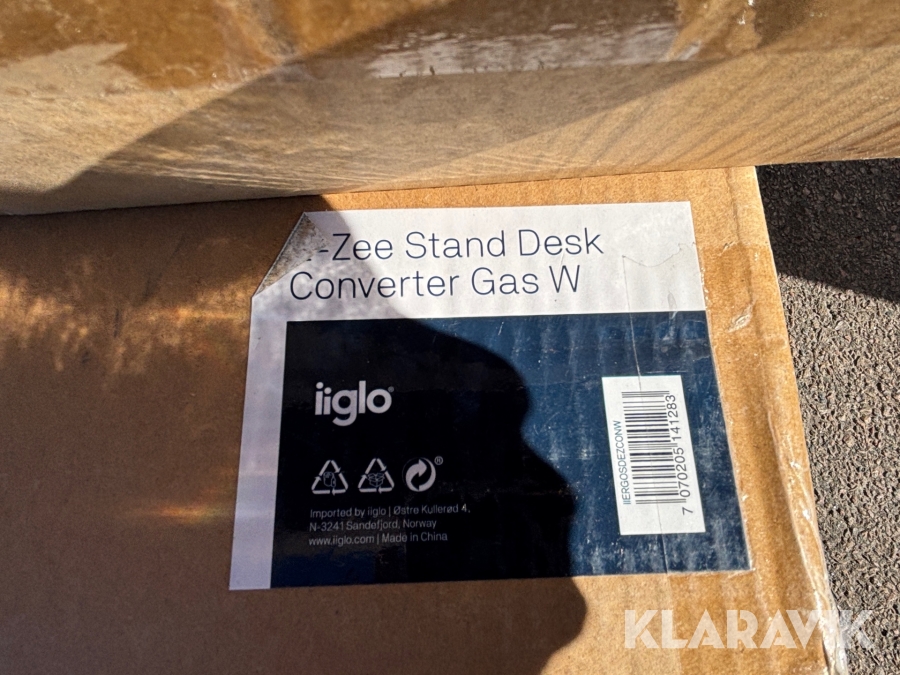 -Zee Stand Desk
Converter Gas W
iiglo®
®
Imported by iiglo | Østre Kullerød 4,
N-3241 Sandefjord, Norway
www.iiglo.com | Made in China
IIERGOSDEZCONW
7 070205 141283
KLARAVIK